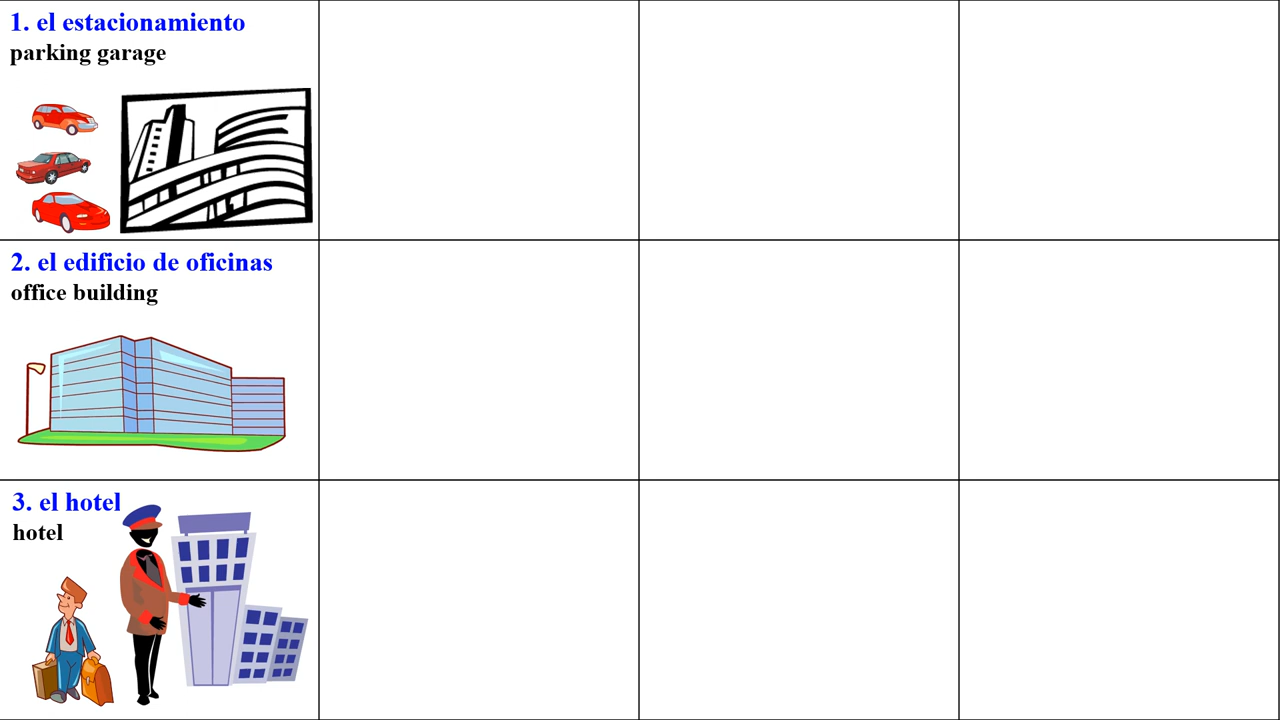 1. el estacionamiento
parking garage
2. el edificio de oficinas
office building
3. el hotel
hotel